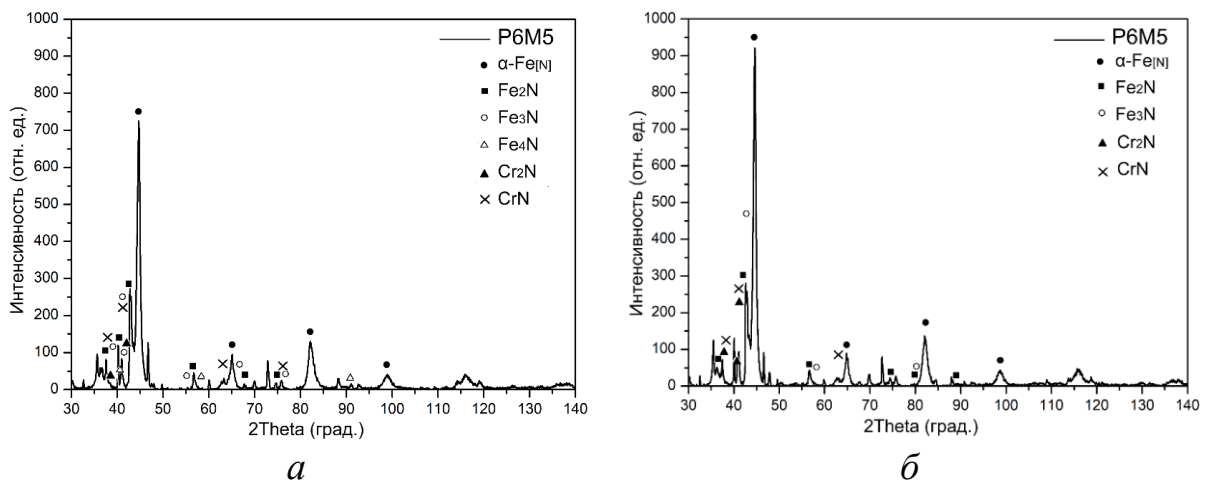 1000
900
800
700
600
500
400
300
200
100
0
30 40 50 60 70 80 90 100 110 120 130 140
Интенсивность (отн. ед.)
2Theta (град.)
P6M5
α-Fe[N]
Fe2N
Fe3N
Fe4N
Cr2N
CrN
а
1000
900
800
700
600
500
400
300
200
100
0
30 40 50 60 70 80 90 100 110 120 130 140
Интенсивность (отн. ед.)
2Theta (град.)
P6M5
α-Fe[N]
Fe2N
Fe3N
Cr2N
CrN
б